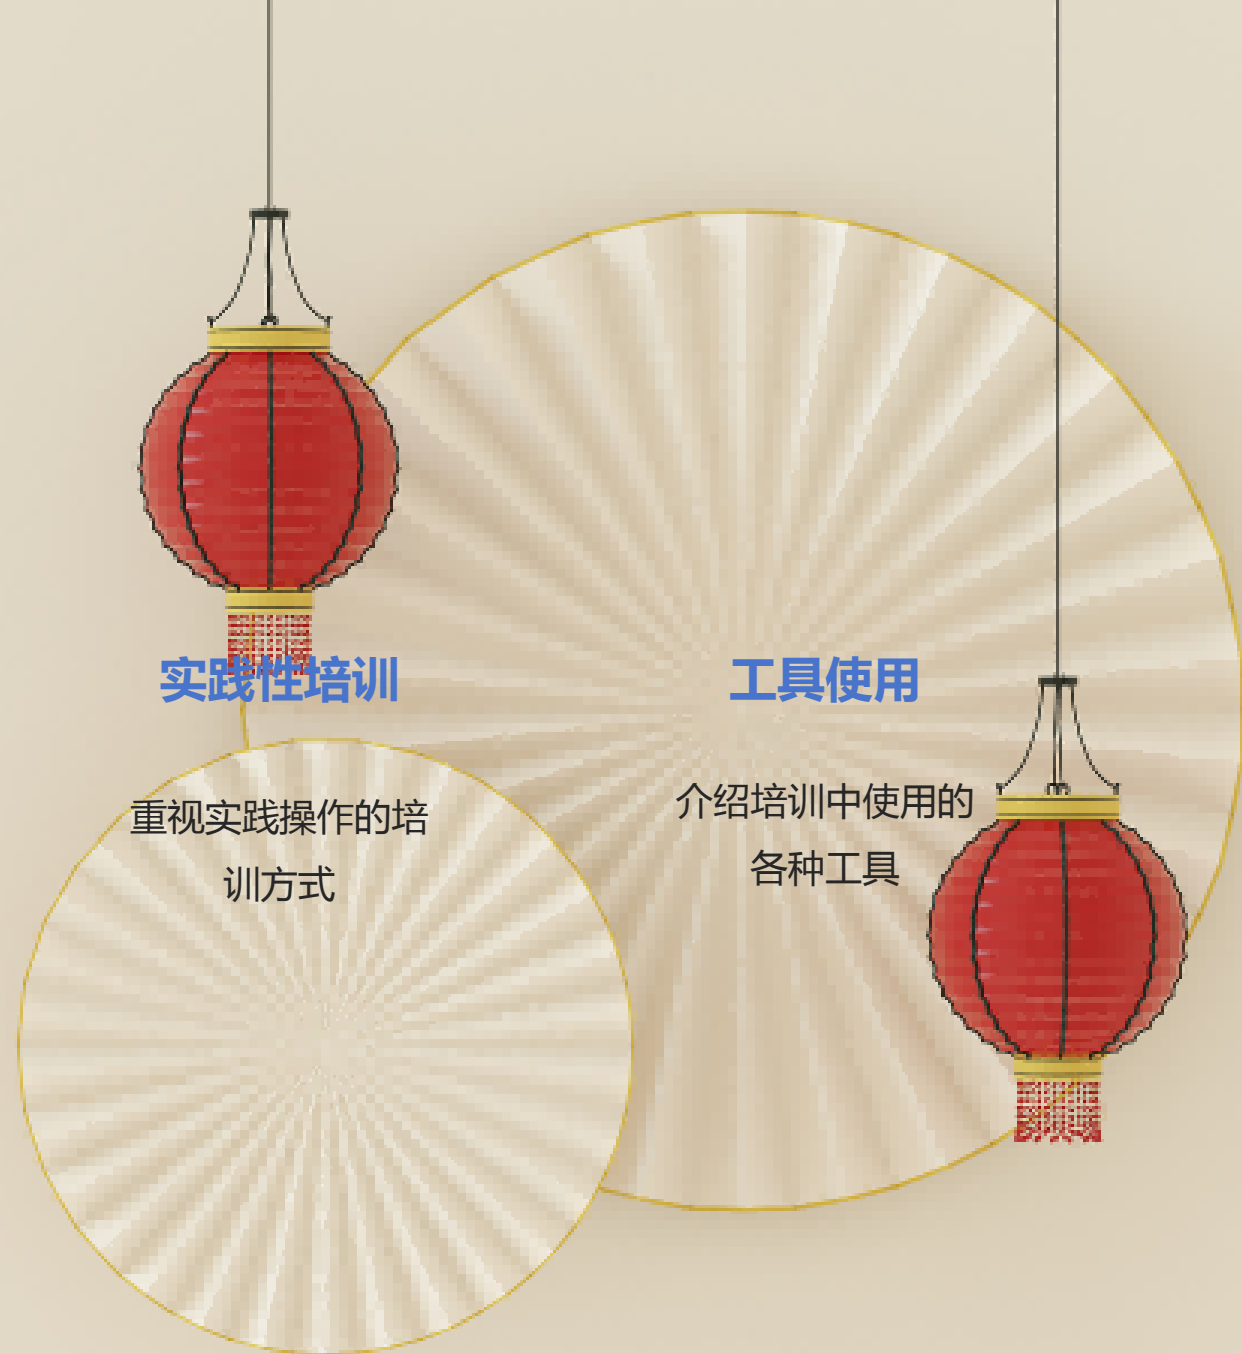 实践性培训
重视实践操作的培
训方式
工具使用
介绍培训中使用的
各种工具